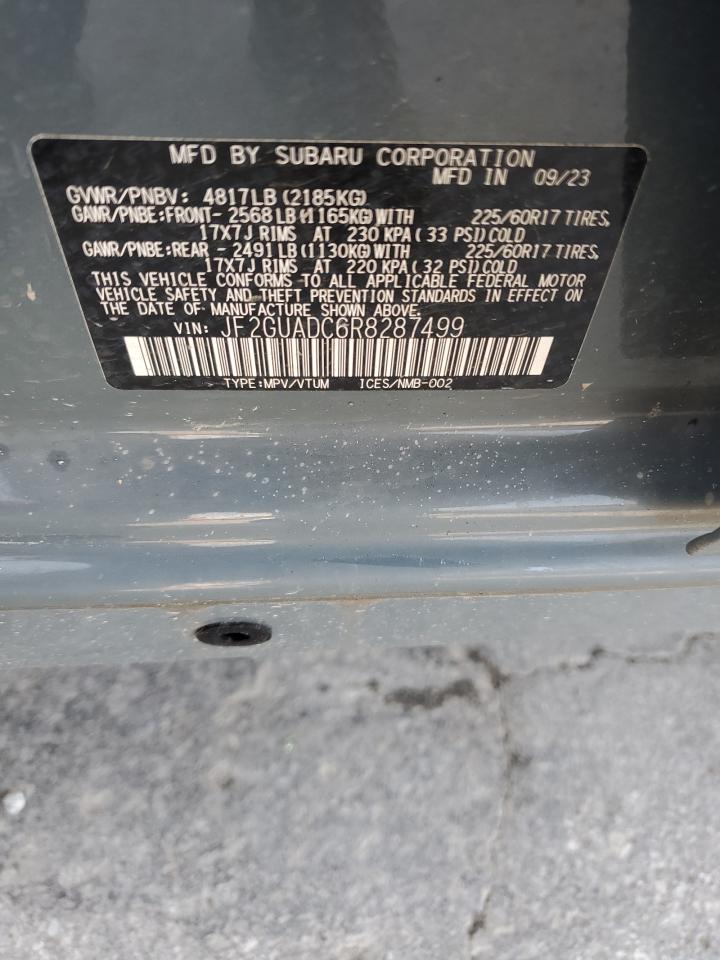 MFD BY SUBARU CORPORATION
MFD IN 09/23
GVWR/PNBV: 4817LB (2185KG)
GAWR/PNBE:FRONT- 2568 LB (1165KG) WITH 225/60R17 TIRES,
17X7J RIMS AT 230 KPA ( 33 PSI) COLD
GAWR/PNBE:REAR - 2491 LB (1130KG) WITH 225/60R17 TIRES,
17X7J RIMS AT 220 KPA ( 32 PSI) COLD
THIS VEHICLE CONFORMS TO ALL APPLICABLE FEDERAL MOTOR
VEHICLE SAFETY AND THEFT PREVENTION STANDARDS IN EFFECT ON
THE DATE OF MANUFACTURE SHOWN ABOVE.
VIN: JF2GUADC6R8287499
TYPE:MPV/VTUM ICES/NMB-002